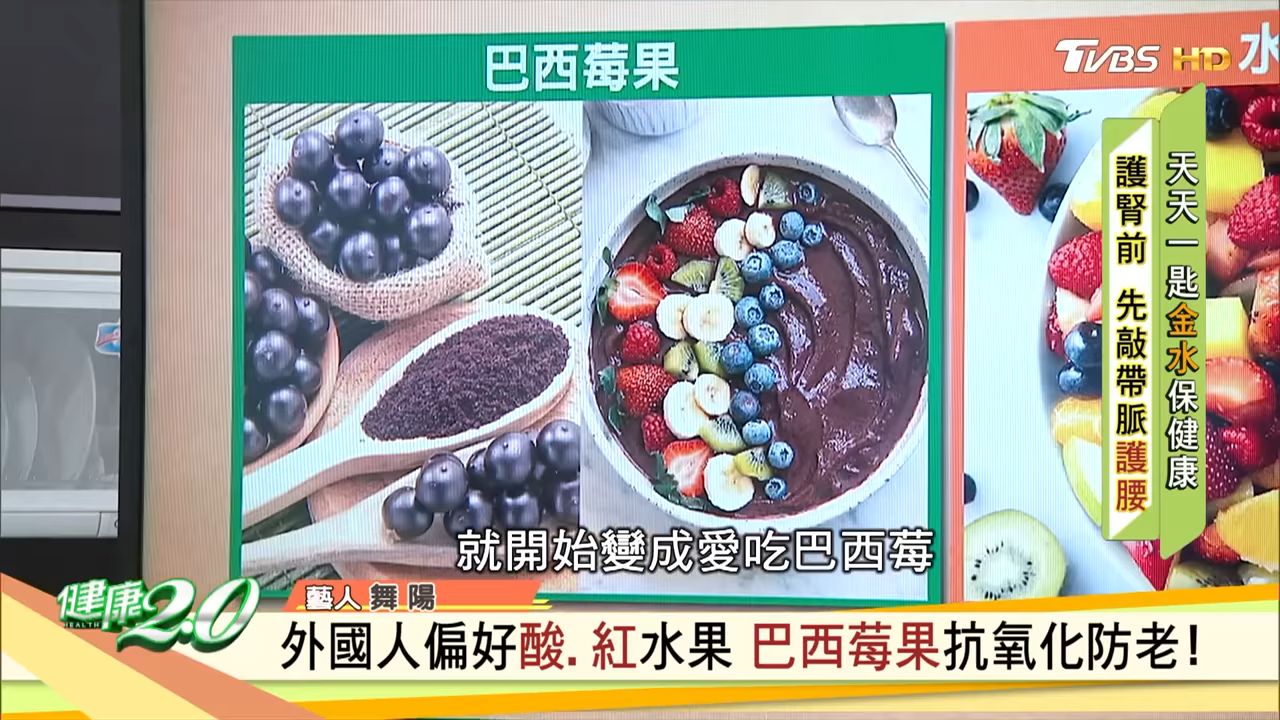 巴西莓果
TVBS HD
水
天天一匙金水保健康
護腎前 先敲帶脈護腰
就開始變成愛吃巴西莓
健康2.0
HEALTH
藝人 舞陽
外國人偏好酸.紅水果 巴西莓果抗氧化防老!